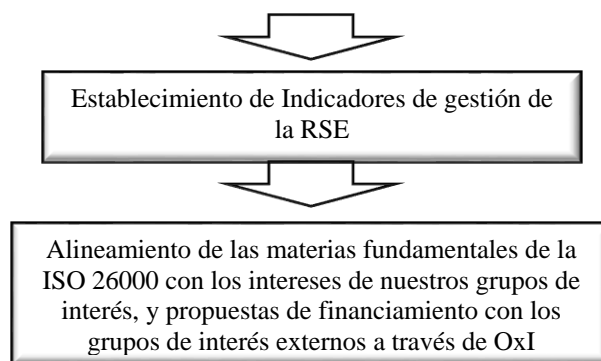 Establecimiento de Indicadores de gestión de
la RSE
Alineamiento de las materias fundamentales de la
ISO 26000 con los intereses de nuestros grupos de
interés, y propuestas de financiamiento con los
grupos de interés externos a través de OxI